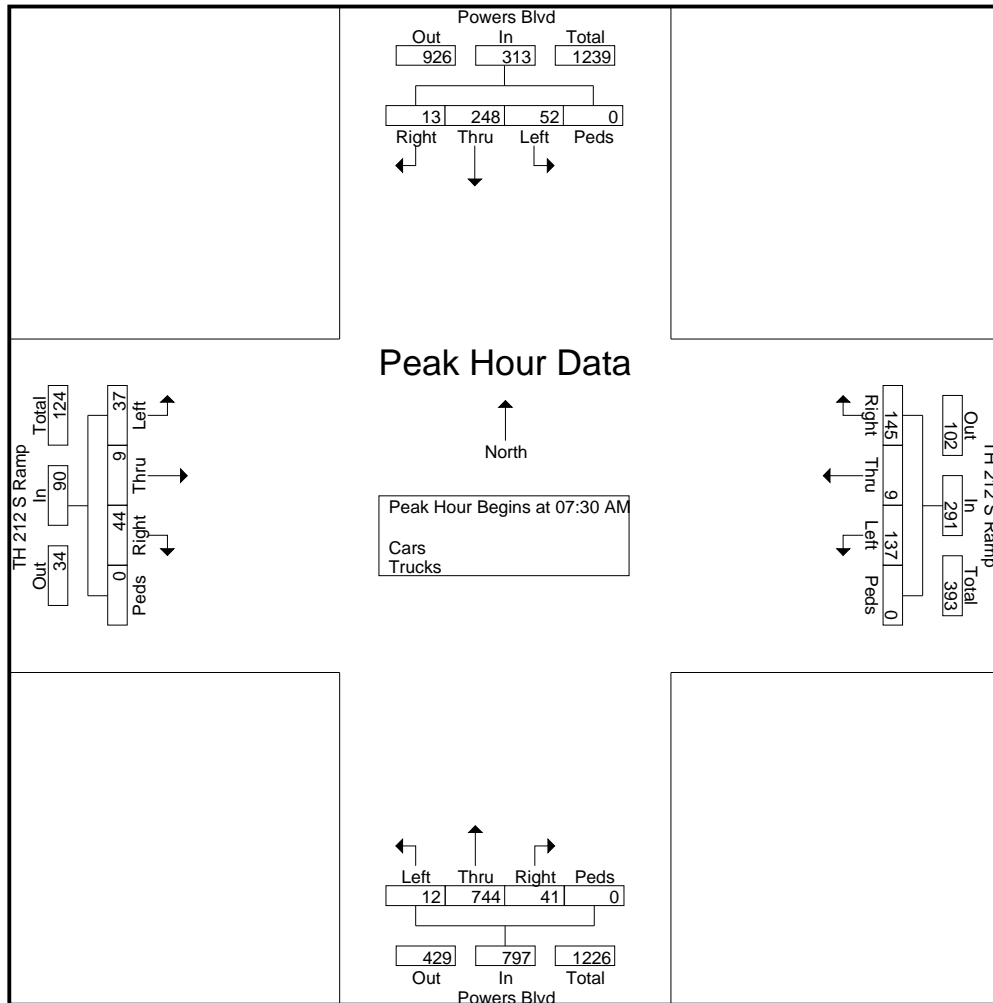 Powers Blvd
Out In Total
926 313 1239
13 248 52 0
Right Thru Left Peds
Peak Hour Data
North
Peak Hour Begins at 07:30 AM
Cars
Trucks
TH 212 S Ramp
Total In Out
124 90 34
37 9 44 0
Left Thru Right Peds
Right Thru Left Peds
145 9 137 0
Out In Total
102 291 393
TH 212 S Ramp
Left Thru Right Peds
12 744 41 0
429 797 1226
Out In Total
Powers Blvd